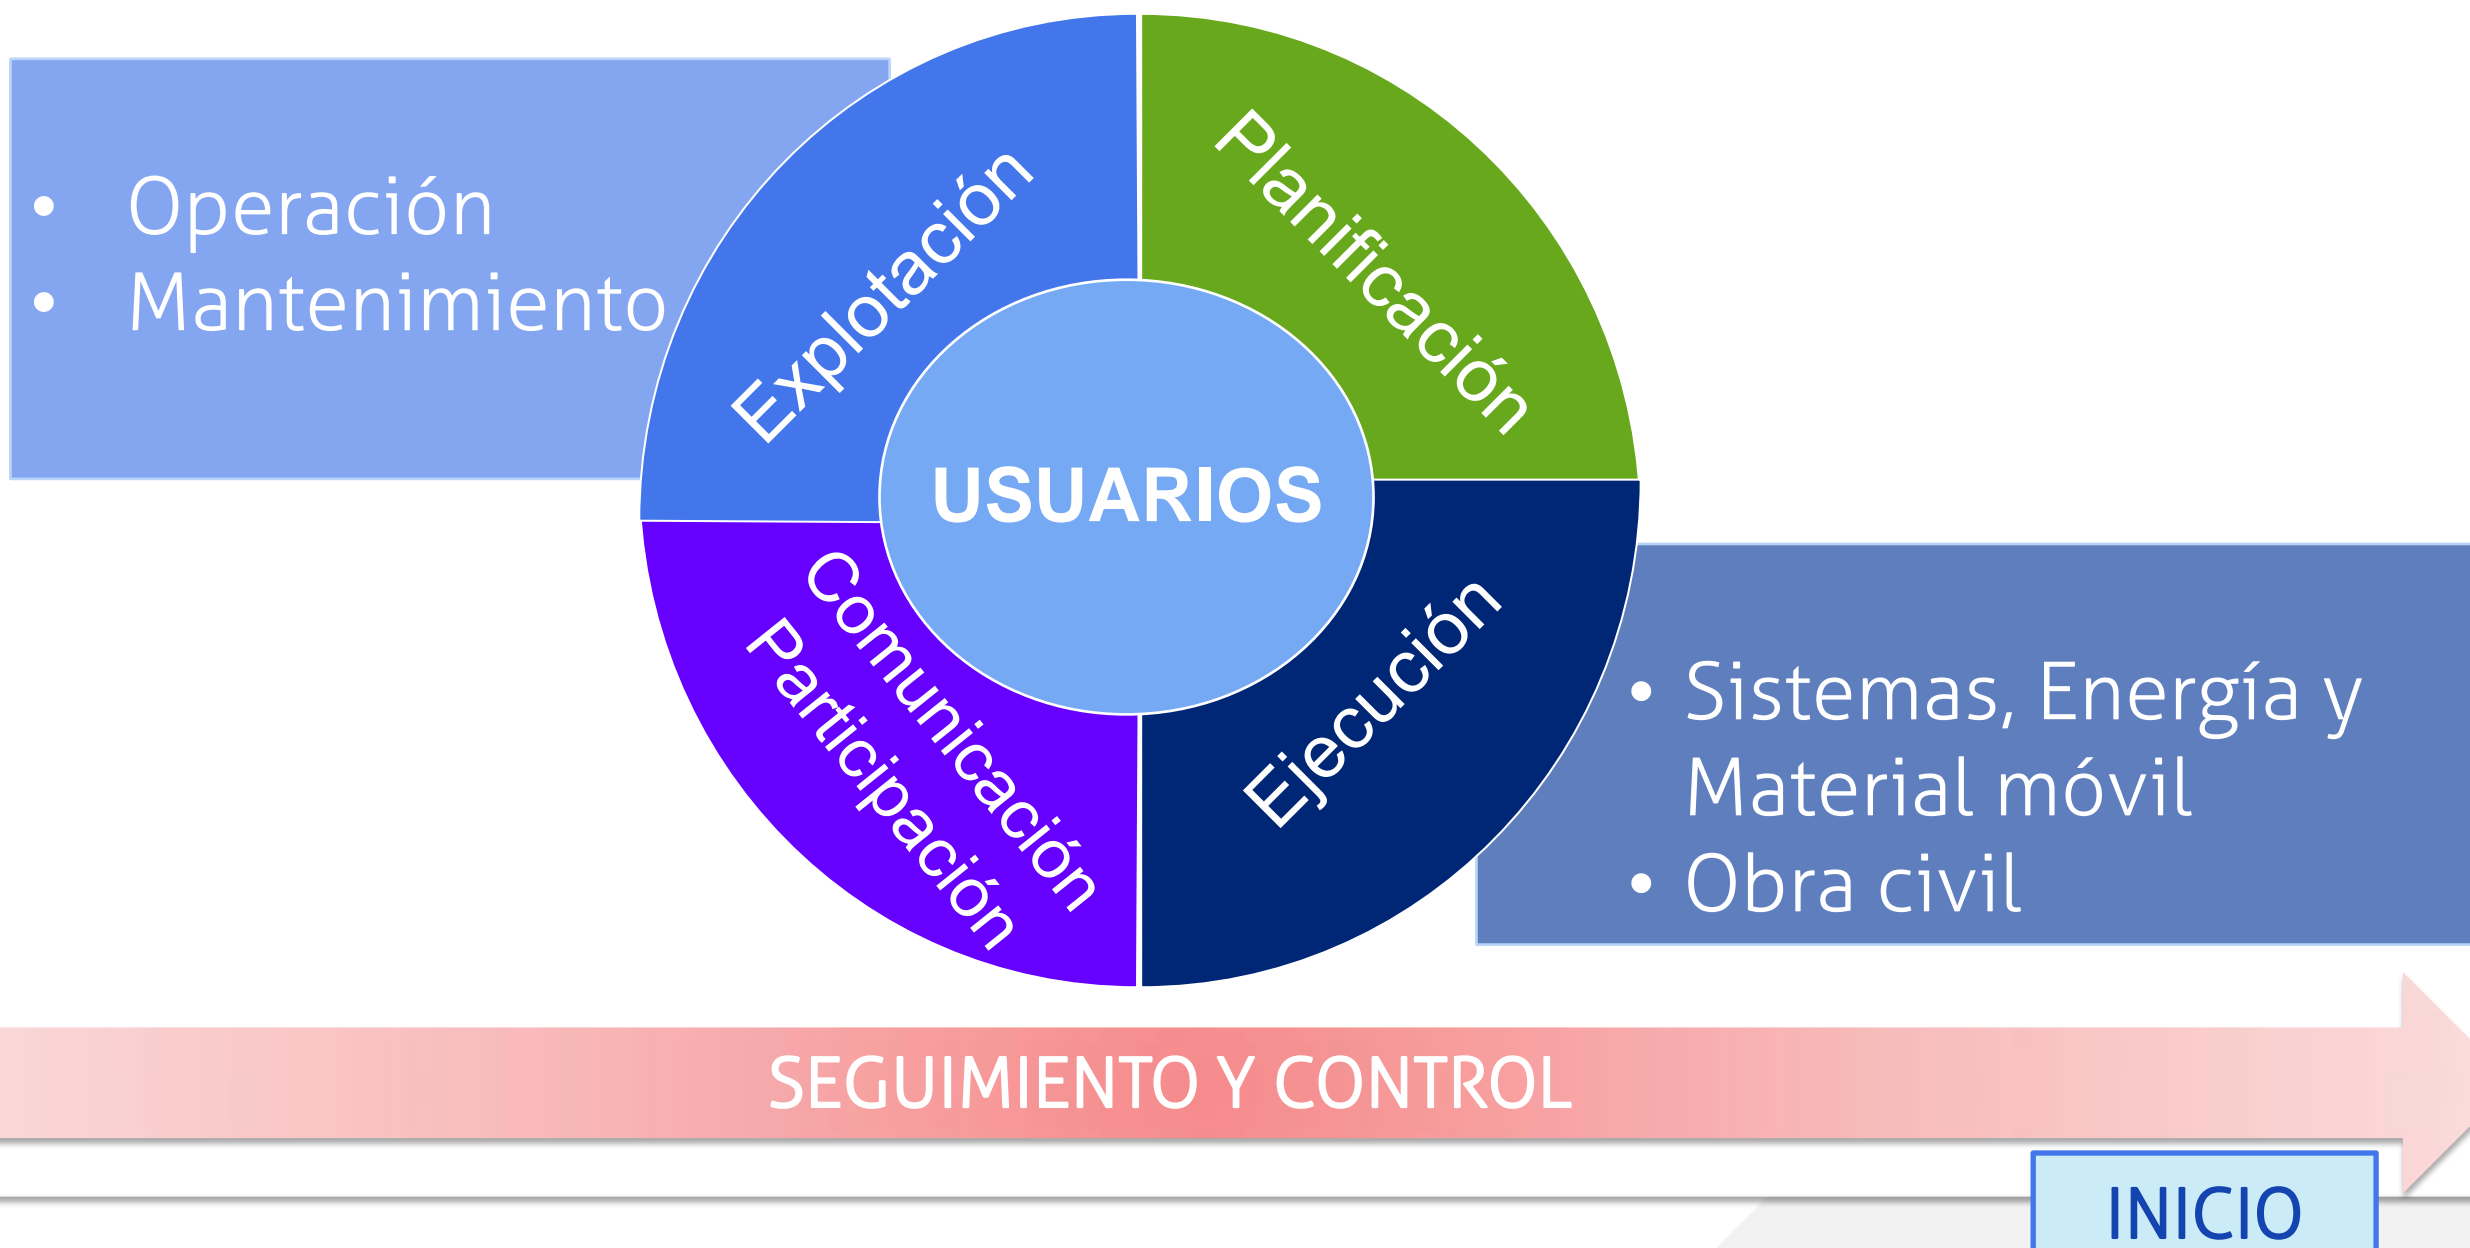 • Operación
• Mantenimiento
Explotación
Planificación
USUARIOS
Comunicación
Participación
Ejecución
• Sistemas, Energía y
Material móvil
• Obra civil
SEGUIMIENTO Y CONTROL
INICIO